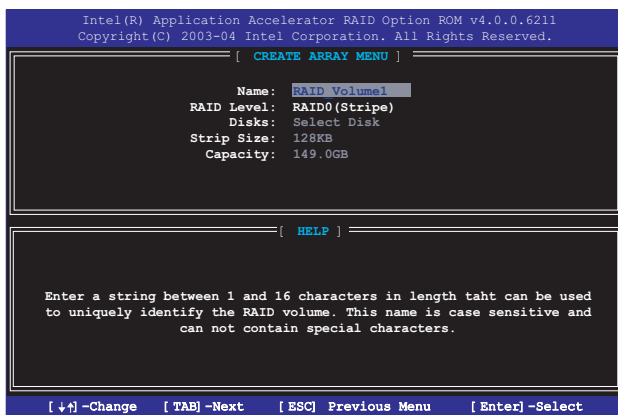 Intel(R) Application Accelerator RAID Option ROM v4.0.0.6211
Copyright(C) 2003-04 Intel Corporation. All Rights Reserved.
[ CREATE ARRAY MENU ]
Name: RAID_Volume1
RAID Level: RAID0(Stripe)
Disks: Select Disk
Strip Size: 128KB
Capacity: 149.0GB
[ HELP ]
Enter a string between 1 and 16 characters in length taht can be used
to uniquely identify the RAID volume. This name is case sensitive and
can not contain special characters.
[↓↑]-Change [TAB]-Next [ESC] Previous Menu [Enter]-Select